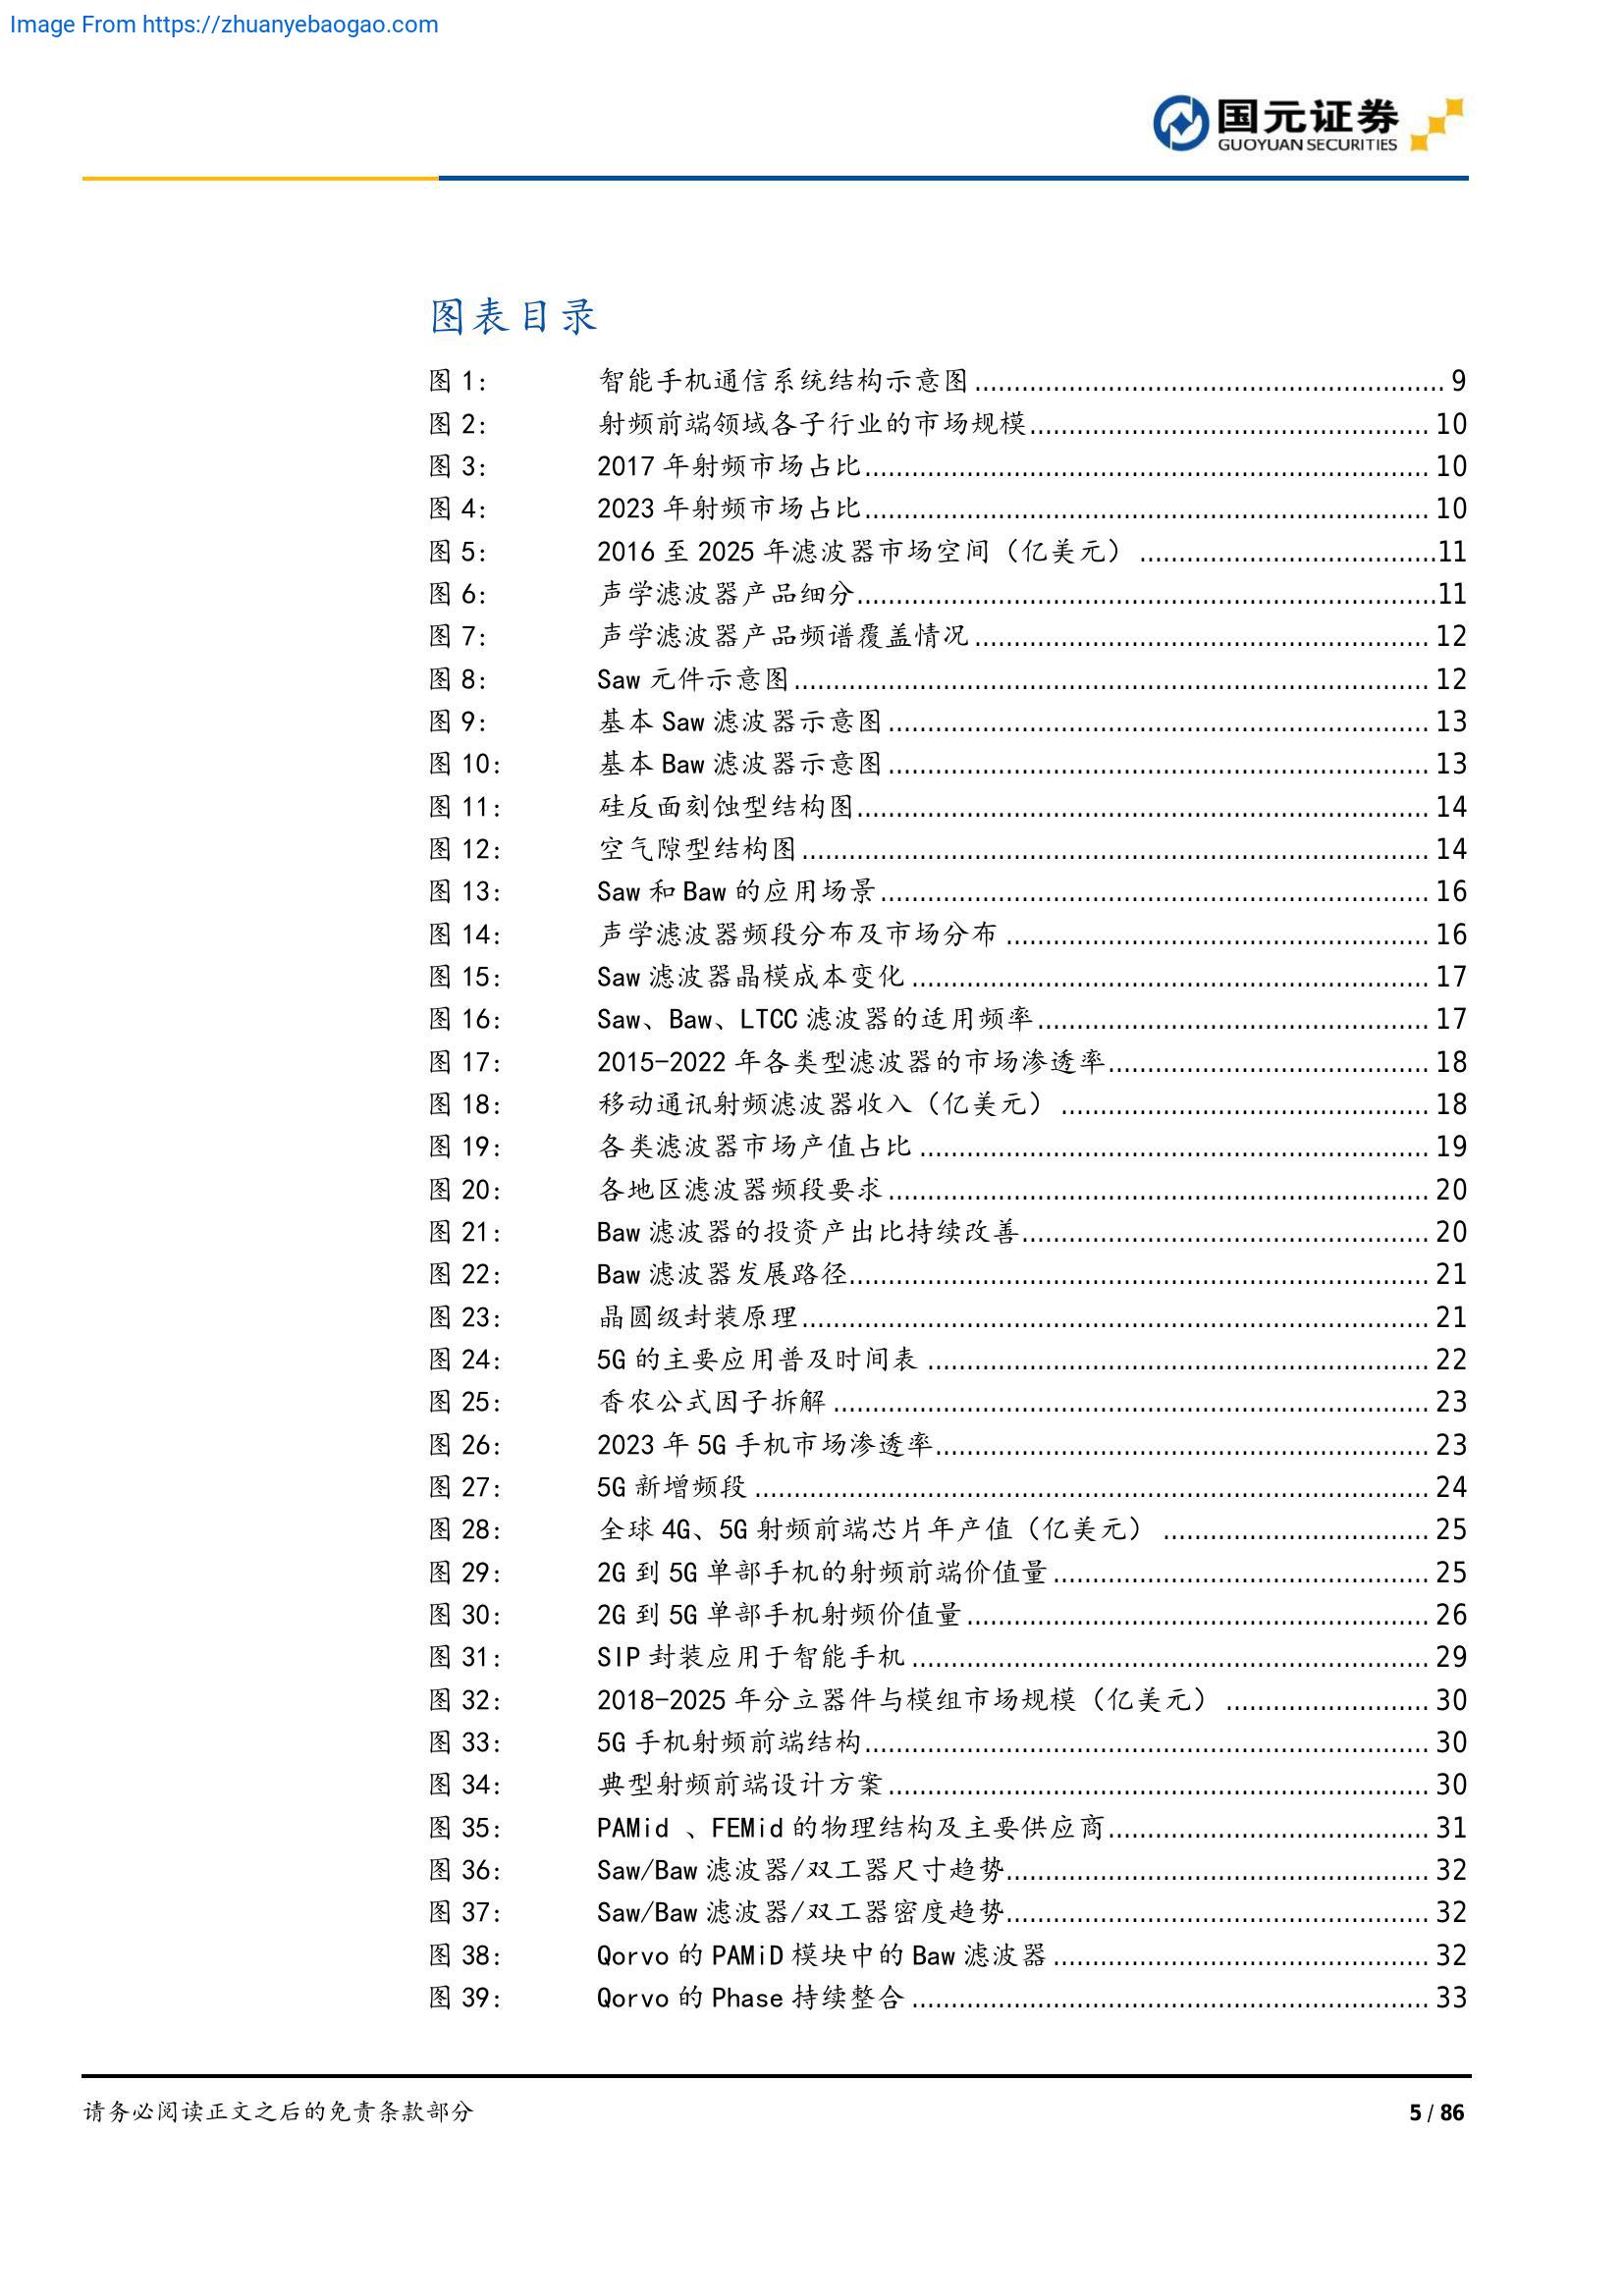 Image From https://zhuanyebaogao.com
国元证券
GUOYUAN SECURITIES
图表目录
图 1： 智能手机通信系统结构示意图 9
图 2： 射频前端领域各子行业的市场规模 10
图 3： 2017 年射频市场占比 10
图 4： 2023 年射频市场占比 10
图 5： 2016 至 2025 年滤波器市场空间（亿美元） 11
图 6： 声学滤波器产品细分 11
图 7： 声学滤波器产品频谱覆盖情况 12
图 8： Saw 元件示意图 12
图 9： 基本 Saw 滤波器示意图 13
图 10： 基本 Baw 滤波器示意图 13
图 11： 硅反面刻蚀型结构图 14
图 12： 空气隙型结构图 14
图 13： Saw 和 Baw 的应用场景 16
图 14： 声学滤波器频段分布及市场分布 16
图 15： Saw 滤波器晶模成本变化 17
图 16： Saw、Baw、LTCC 滤波器的适用频率 17
图 17： 2015-2022 年各类型滤波器的市场渗透率 18
图 18： 移动通讯射频滤波器收入（亿美元） 18
图 19： 各类滤波器市场产值占比 19
图 20： 各地区滤波器频段要求 20
图 21： Baw 滤波器的投资产出比持续改善 20
图 22： Baw 滤波器发展路径 21
图 23： 晶圆级封装原理 21
图 24： 5G 的主要应用普及时间表 22
图 25： 香农公式因子拆解 23
图 26： 2023 年 5G 手机市场渗透率 23
图 27： 5G 新增频段 24
图 28： 全球 4G、5G 射频前端芯片年产值（亿美元） 25
图 29： 2G 到 5G 单部手机的射频前端价值量 25
图 30： 2G 到 5G 单部手机射频价值量 26
图 31： SIP 封装应用于智能手机 29
图 32： 2018-2025 年分立器件与模组市场规模（亿美元） 30
图 33： 5G 手机射频前端结构 30
图 34： 典型射频前端设计方案 30
图 35： PAMid 、FEMid 的物理结构及主要供应商 31
图 36： Saw/Baw 滤波器/双工器尺寸趋势 32
图 37： Saw/Baw 滤波器/双工器密度趋势 32
图 38： Qorvo 的 PAMiD 模块中的 Baw 滤波器 32
图 39： Qorvo 的 Phase 持续整合 33
请务必阅读正文之后的免责条款部分 5 / 86